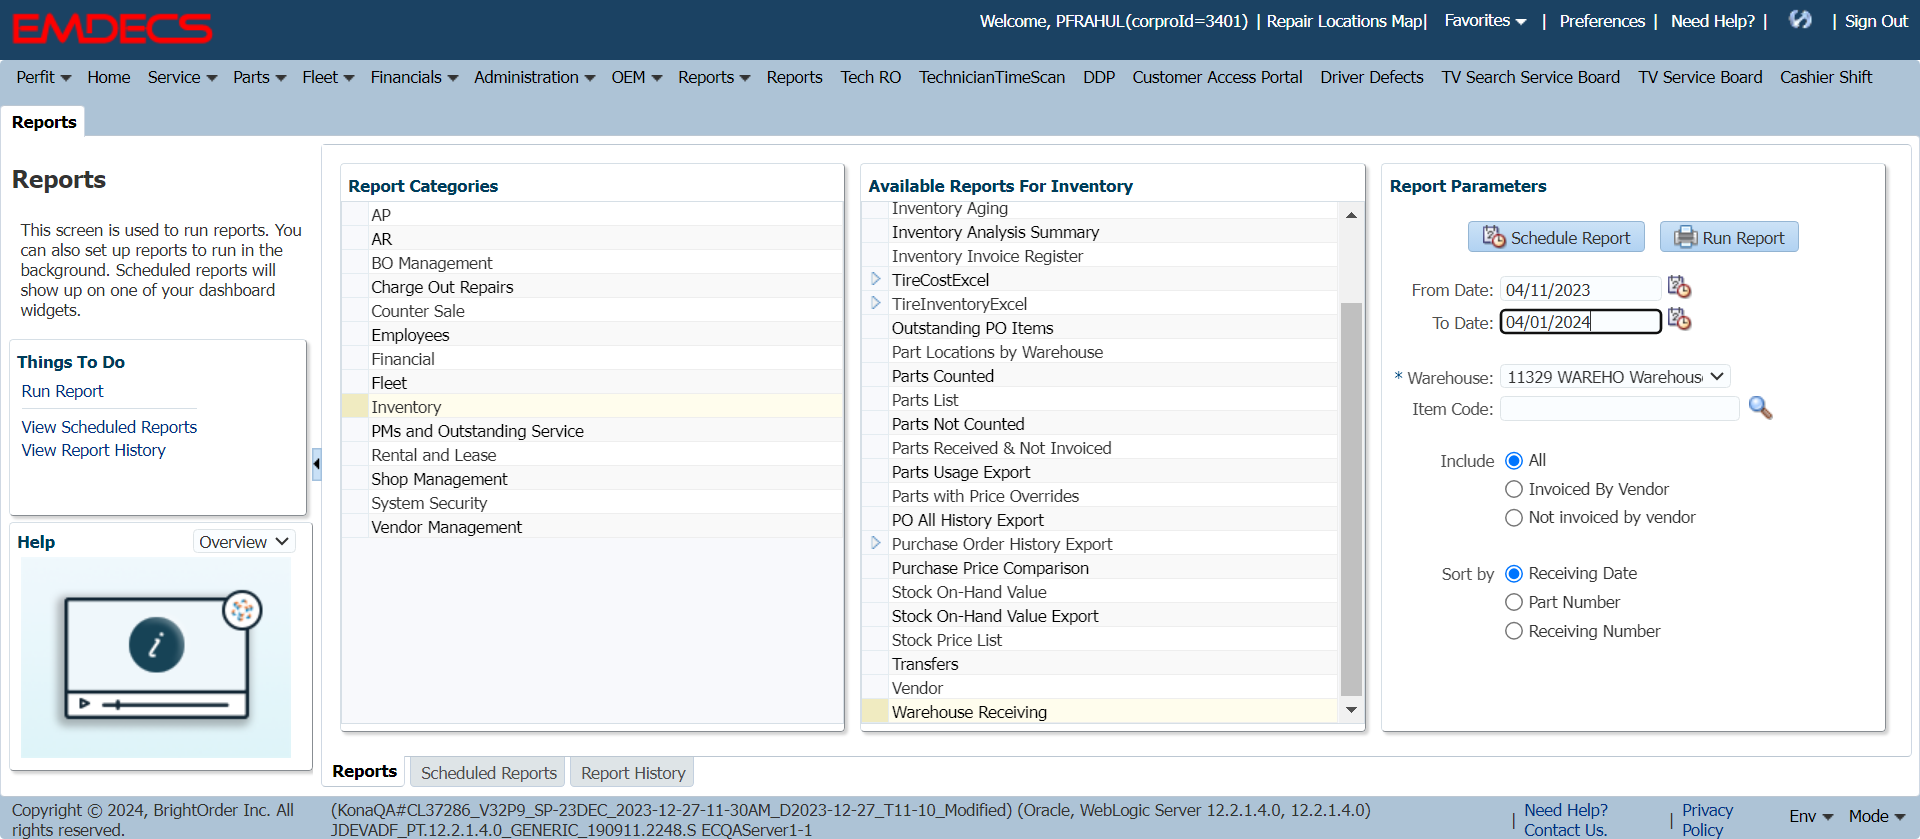 EMDECS
Welcome, PFRAHUL(corproId=3401) | Repair Locations Map| Favorites | Preferences | Need Help? | | Sign Out
Perfit Home Service Parts Fleet Financials Administration OEM Reports Reports Tech RO TechnicianTimeScan DDP Customer Access Portal Driver Defects TV Search Service Board TV Service Board Cashier Shift
Reports
Reports
This screen is used to run reports. You
can also set up reports to run in the
background. Scheduled reports will
show up on one of your dashboard
widgets.
Things To Do
Run Report
View Scheduled Reports
View Report History
Help
Overview
i
Report Categories
AP
AR
BO Management
Charge Out Repairs
Counter Sale
Employees
Financial
Fleet
Inventory
PMs and Outstanding Service
Rental and Lease
Shop Management
System Security
Vendor Management
Available Reports For Inventory
Inventory Aging
Inventory Analysis Summary
Inventory Invoice Register
TireCostExcel
TireInventoryExcel
Outstanding PO Items
Part Locations by Warehouse
Parts Counted
Parts List
Parts Not Counted
Parts Received & Not Invoiced
Parts Usage Export
Parts with Price Overrides
PO All History Export
Purchase Order History Export
Purchase Price Comparison
Stock On-Hand Value
Stock On-Hand Value Export
Stock Price List
Transfers
Vendor
Warehouse Receiving
Report Parameters
Schedule Report Run Report
From Date: 04/11/2023
To Date: 04/01/2024
* Warehouse: 11329 WAREHO Warehous
Item Code:
Include All
Invoiced By Vendor
Not invoiced by vendor
Sort by Receiving Date
Part Number
Receiving Number
Reports Scheduled Reports Report History
Copyright © 2024, BrightOrder Inc. All
rights reserved.
(KonaQA#CL37286_V32P9_SP-23DEC_2023-12-27-11-30AM_D2023-12-27_T11-10_Modified) (Oracle, WebLogic Server 12.2.1.4.0, 12.2.1.4.0)
JDEVADF_PT.12.2.1.4.0_GENERIC_190911.2248.S ECQAServer1-1
| Need Help?
Contact Us.
| Privacy
Policy
Env Mode